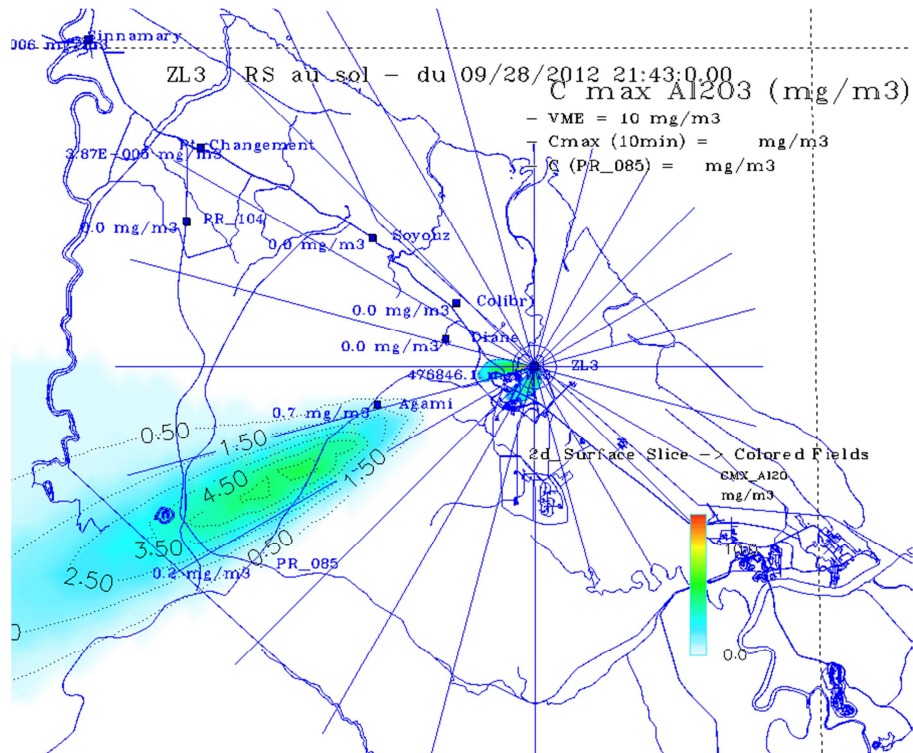 Sinnamary
006 mg/m3
ZL3 RS au sol - du 09/28/2012 21:43:0.00
C max Al2O3 (mg/m3)
- VME = 10 mg/m3
- Cmax (10min) = mg/m3
- C (PR_085) = mg/m3
Changement
mg/m3
PR_104
0.0 mg/m3
Soyouz
0.0 mg/m3
Colibri
0.0 mg/m3
Diane
0.0 mg/m3
ZL3
476846.1
Agami
0.7 mg/m3
0.50
1.50
4.50
1.50
3.50
0.50
2.50
PR_085
0.2 mg/m3
2d_Surface Slice -> Colored Fields
CMX_Al2O
mg/m3
0.0